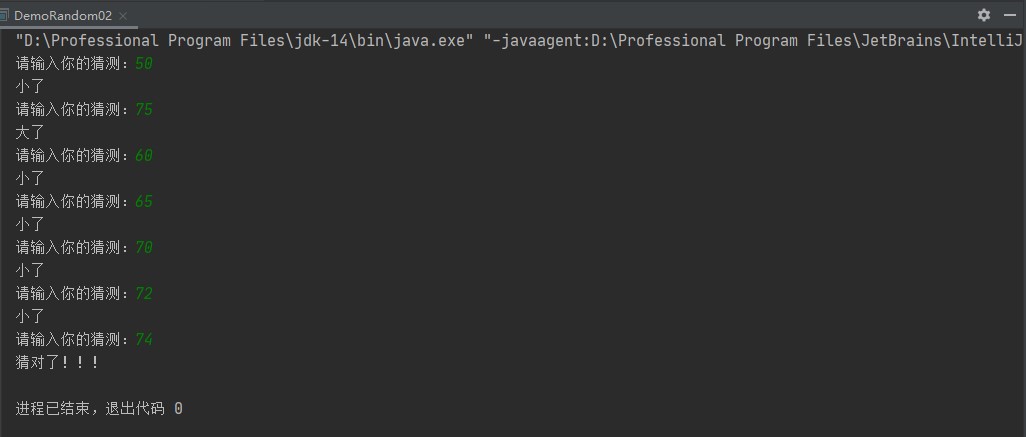 DemoRandom02
"D:\Professional Program Files\jdk-14\bin\java.exe" "-javaagent:D:\Professional Program Files\JetBrains\IntelliJ
请输入你的猜测：50
小了
请输入你的猜测：75
大了
请输入你的猜测：60
小了
请输入你的猜测：65
小了
请输入你的猜测：70
小了
请输入你的猜测：72
小了
请输入你的猜测：74
猜对了！！！
进程已结束，退出代码 0